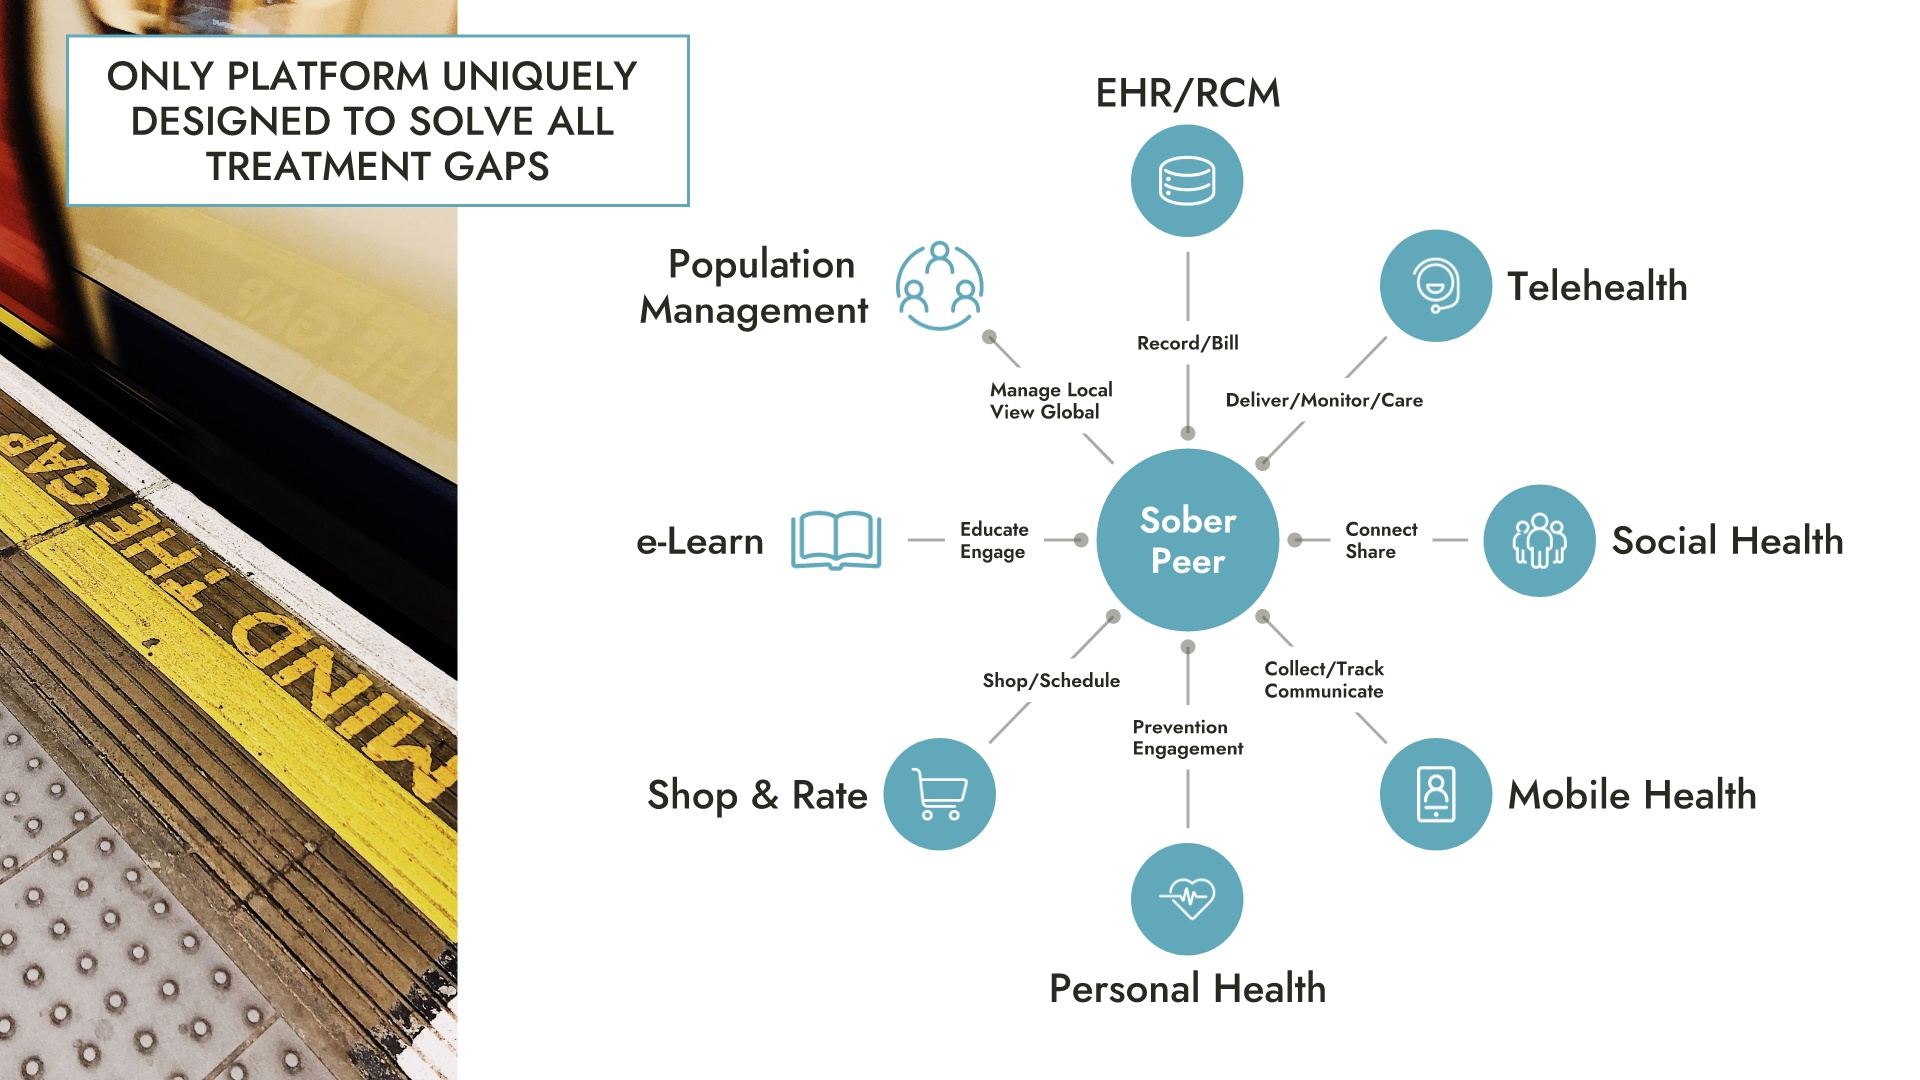 ONLY PLATFORM UNIQUELY
DESIGNED TO SOLVE ALL
TREATMENT GAPS
EHR/RCM
Population
Management
Telehealth
Record/Bill
Manage Local
View Global
Deliver/Monitor/Care
e-Learn
Educate
Engage
Sober
Peer
Connect
Share
Social Health
Shop/Schedule
Collect/Track
Communicate
Prevention
Engagement
Shop & Rate
Mobile Health
Personal Health
MIND THE GAP
THE GAP